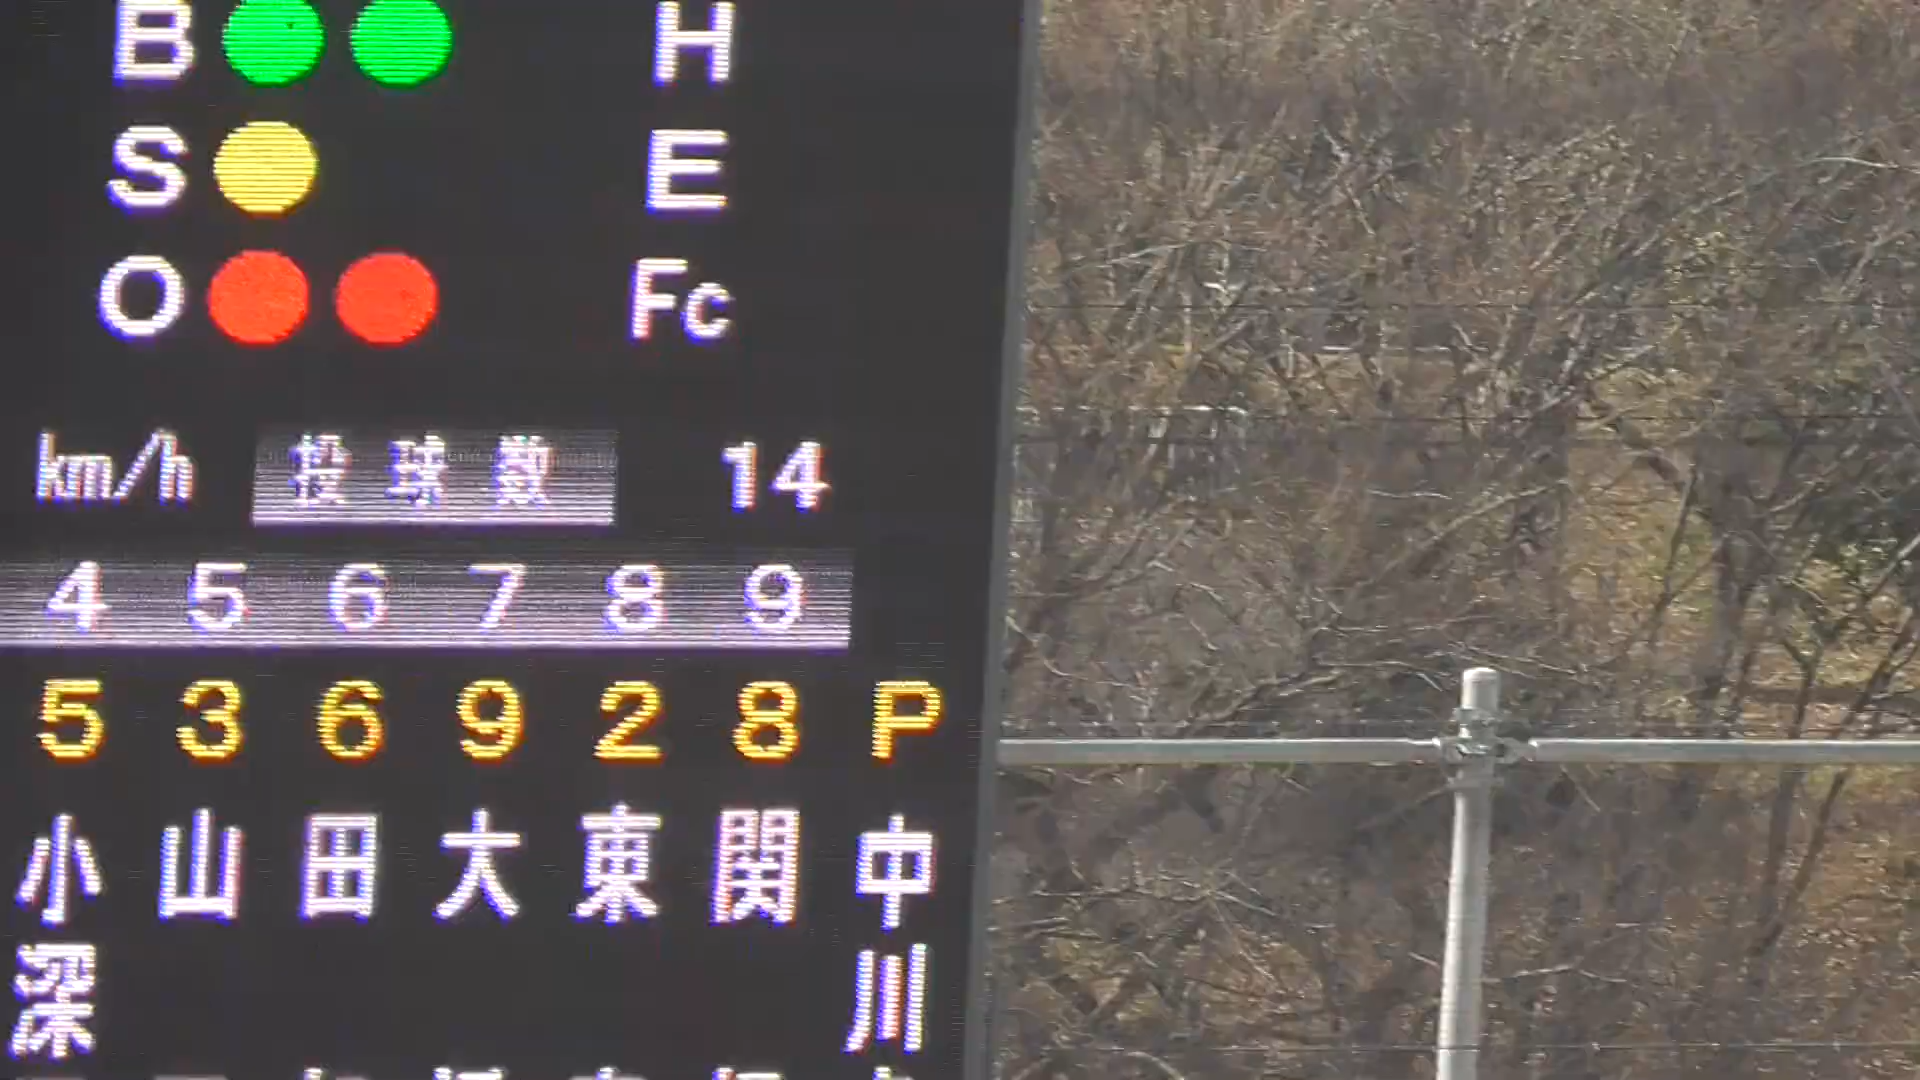 B H
S E
O Fc
km/h 投球数 14
4 5 6 7 8 9
5 3 6 9 2 8 P
小深 山 田 大 東 関 中川